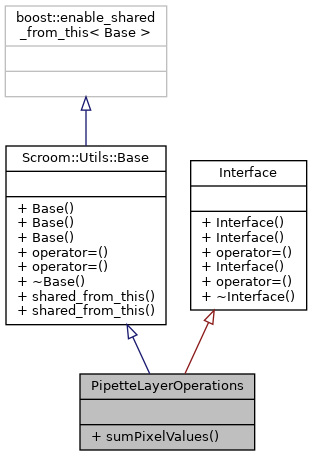 boost::enable_shared
_from_this< Base >
Scroom::Utils::Base
+ Base()
+ Base()
+ Base()
+ operator=()
+ operator=()
+ ~Base()
+ shared_from_this()
+ shared_from_this()
Interface
+ Interface()
+ Interface()
+ operator=()
+ Interface()
+ operator=()
+ ~Interface()
PipetteLayerOperations
+ sumPixelValues()